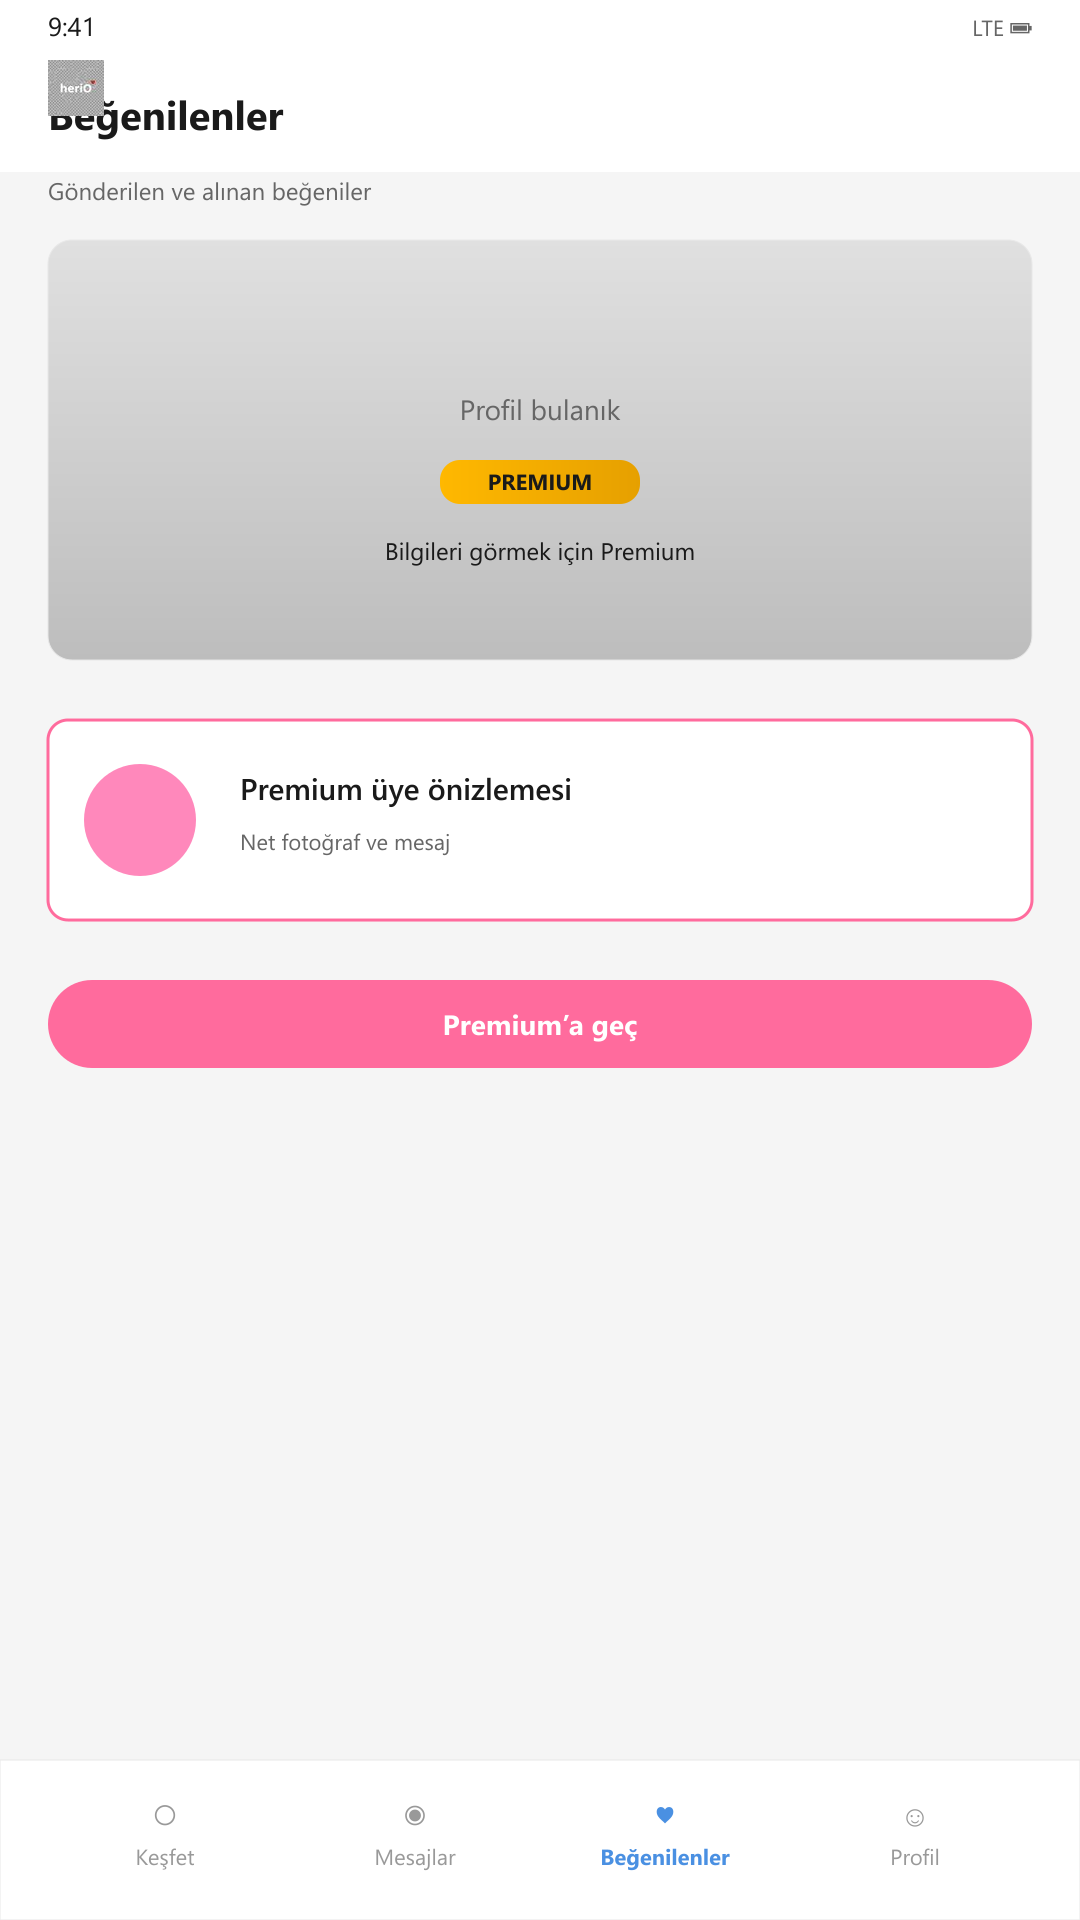 9:41
LTE
heriO
Beğenilenler
Gönderilen ve alınan beğeniler
Profil bulanık
PREMIUM
Bilgileri görmek için Premium
Premium üye önizlemesi
Net fotoğraf ve mesaj
Premium’a geç
Keşfet
Mesajlar
Beğenilenler
Profil